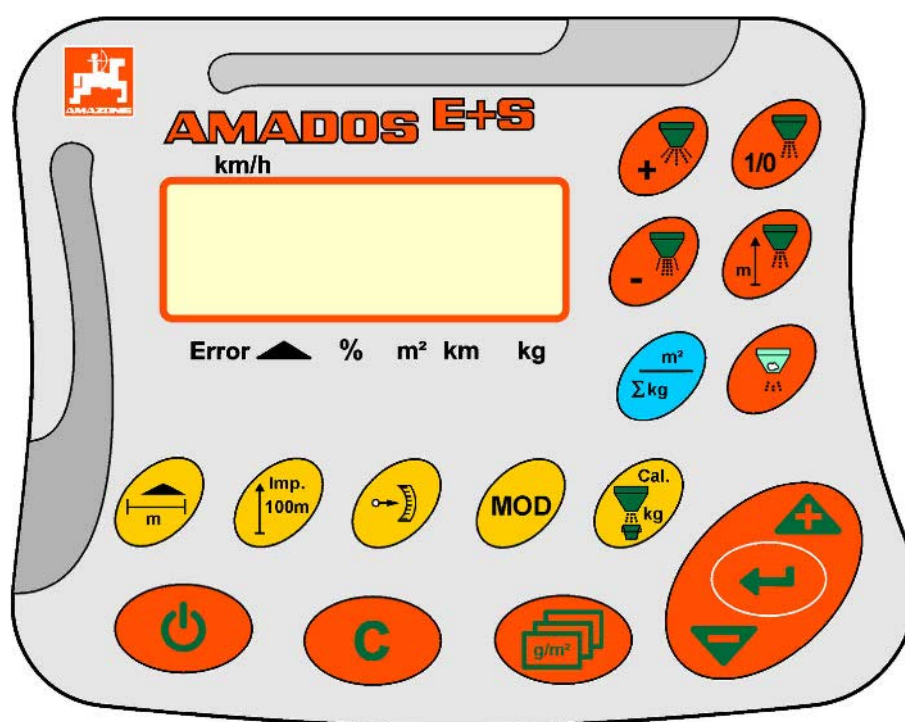 AMAZONE
AMADOS E+S
km/h
+
1/0
-
m
Error % m² km kg
m²
Σkg
m
Imp.
100m
MOD
Cal.
kg
C
g/m²
+
-